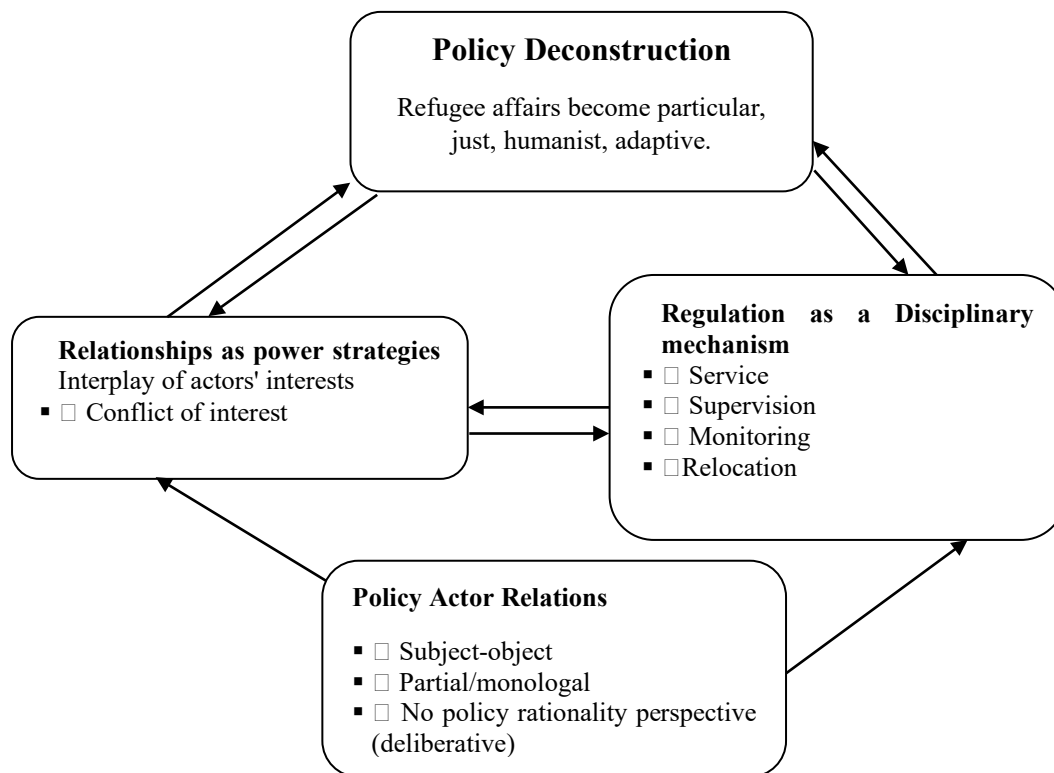 Policy Deconstruction
Refugee affairs become particular,
just, humanist, adaptive.
Relationships as power strategies
Interplay of actors' interests
▪ □ Conflict of interest
Regulation as a Disciplinary
mechanism
▪ □ Service
▪ □ Supervision
▪ □ Monitoring
▪ □Relocation
Policy Actor Relations
▪ □ Subject-object
▪ □ Partial/monologal
▪ □ No policy rationality perspective
(deliberative)